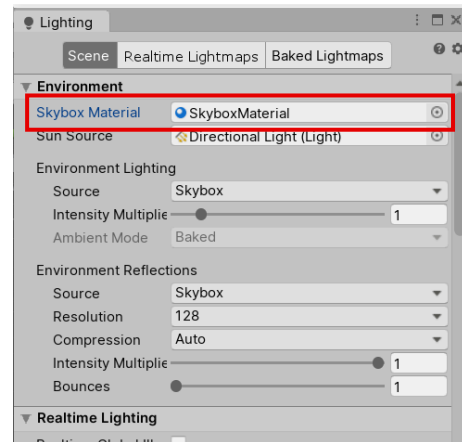 Lighting
Scene Realtime Lightmaps Baked Lightmaps
Environment
Skybox Material SkyboxMaterial
Sun Source Directional Light (Light)
Environment Lighting
Source Skybox
Intensity Multiplie 1
Ambient Mode Baked
Environment Reflections
Source Skybox
Resolution 128
Compression Auto
Intensity Multiplie 1
Bounces 1
Realtime Lighting